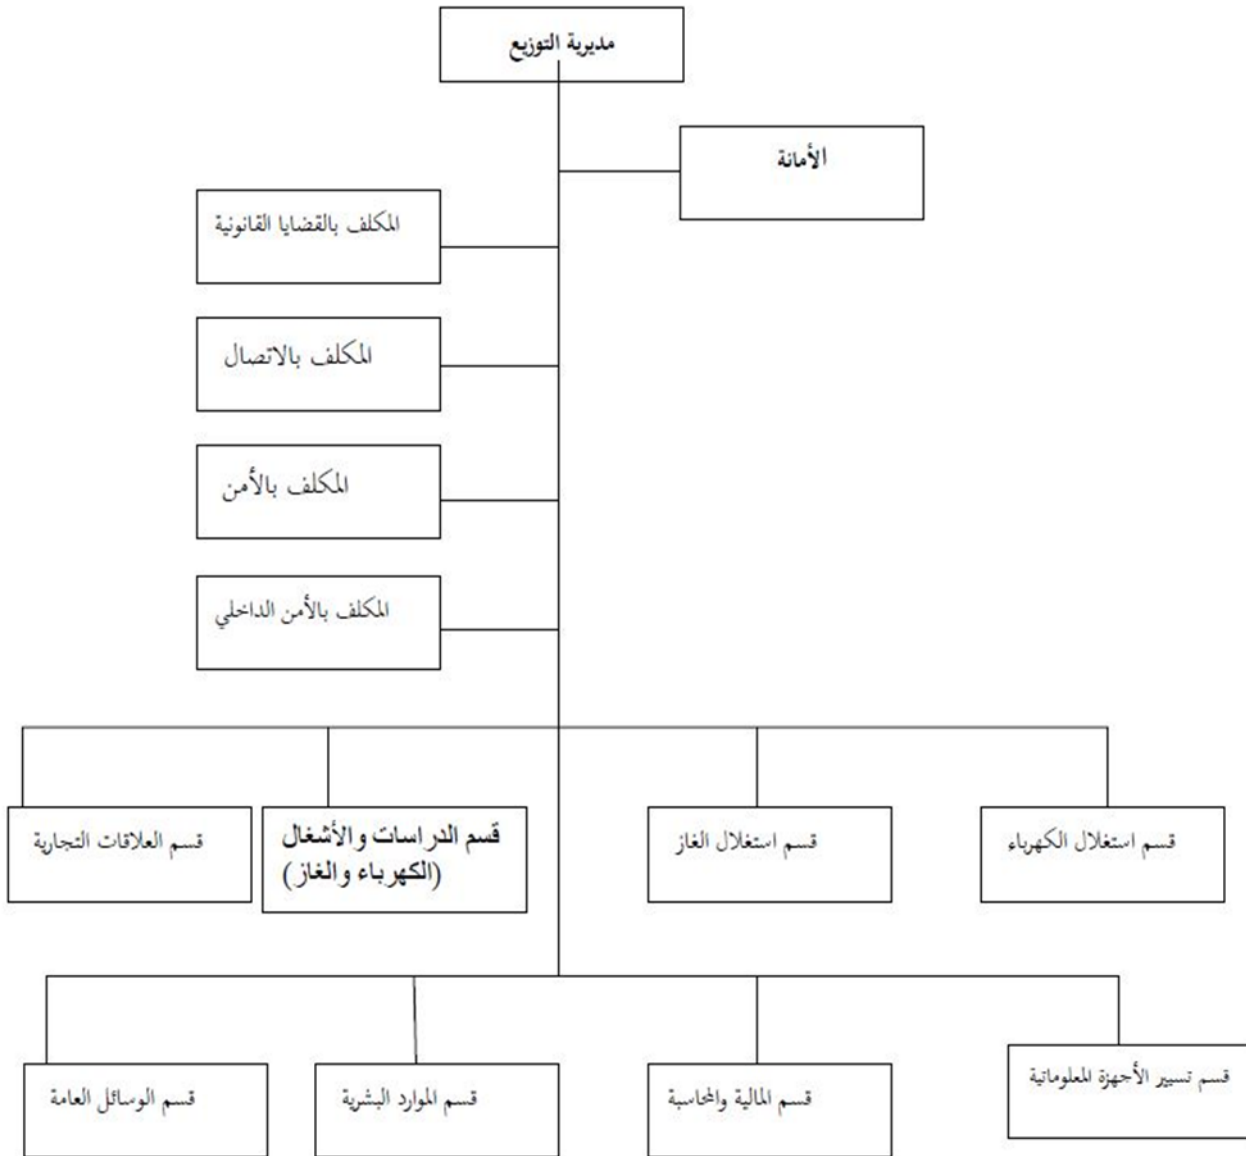 مديرية التوزيع
الأمانة
المكلف بالقضايا القانونية
المكلف بالاتصال
المكلف بالأمن
المكلف بالأمن الداخلي
قسم استغلال الكهرباء
قسم استغلال الغاز
قسم الدراسات والأشغال
(الكهرباء والغاز)
قسم العلاقات التجارية
قسم تسيير الأجهزة المعلوماتية
قسم المالية والمحاسبة
قسم الموارد البشرية
قسم الوسائل العامة